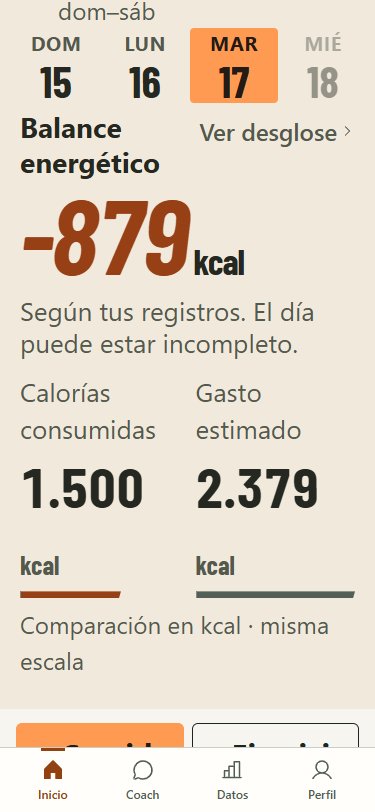 dom–sáb
DOM LUN MAR MIÉ
15 16 17 18
Balance energético
Ver desglose ›
-879 kcal
Según tus registros. El día
puede estar incompleto.
Calorías consumidas
Gasto estimado
1.500 2.379
kcal kcal
Comparación en kcal · misma
escala
Inicio Coach Datos Perfil